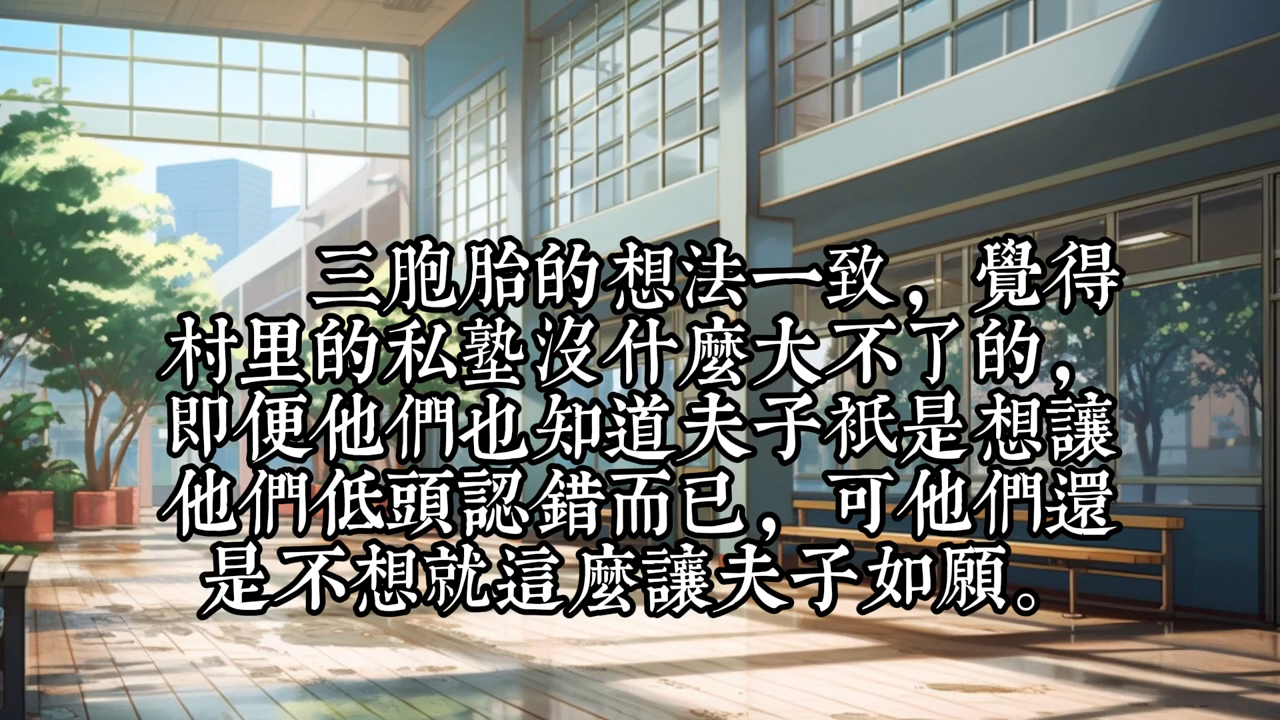 三胞胎的想法一致，覺得
村里的私塾沒什麼大不了的，
即便他們也知道夫子衹是想讓
他們低頭認錯而已，可他們還
是不想就這麼讓夫子如願。